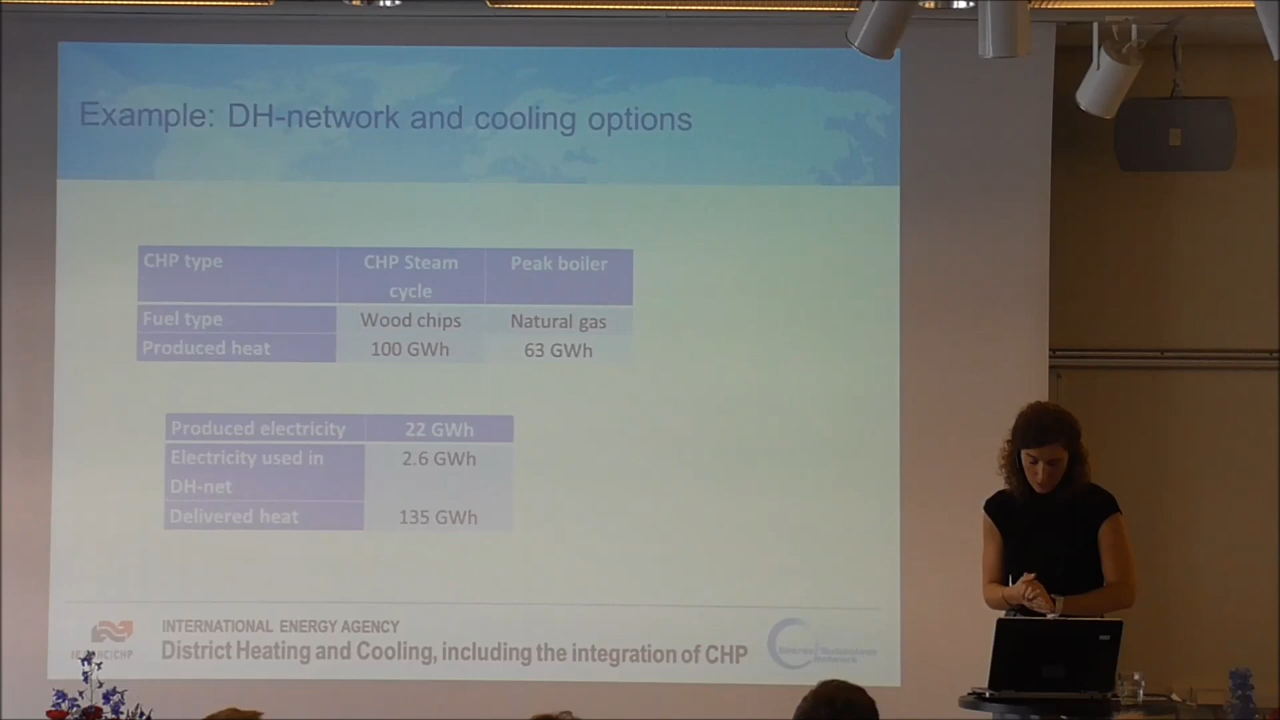 Example: DH-network and cooling options
CHP type CHP Steam cycle Peak boiler
Fuel type Wood chips Natural gas
Produced heat 100 GWh 63 GWh
Produced electricity 22 GWh
Electricity used in DH-net 2.6 GWh
Delivered heat 135 GWh
INTERNATIONAL ENERGY AGENCY
District Heating and Cooling, including the integration of CHP